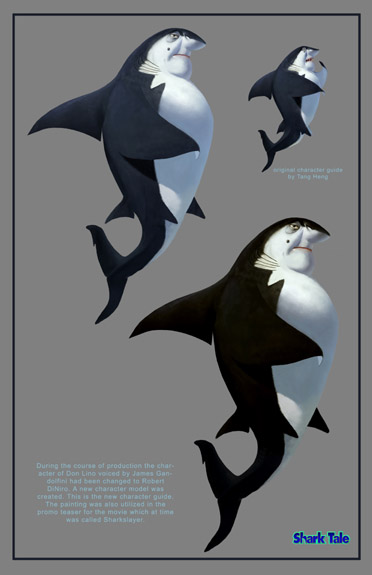 original character guide
by Tang Heng
During the course of production the char-
acter of Don Lino voiced by James Gan-
dolfini had been changed to Robert
DiNiro. A new character model was
created. This is the new character guide.
The painting was also utilized in the
promo teaser for the movie which at time
was called Sharkslayer.
Shark Tale